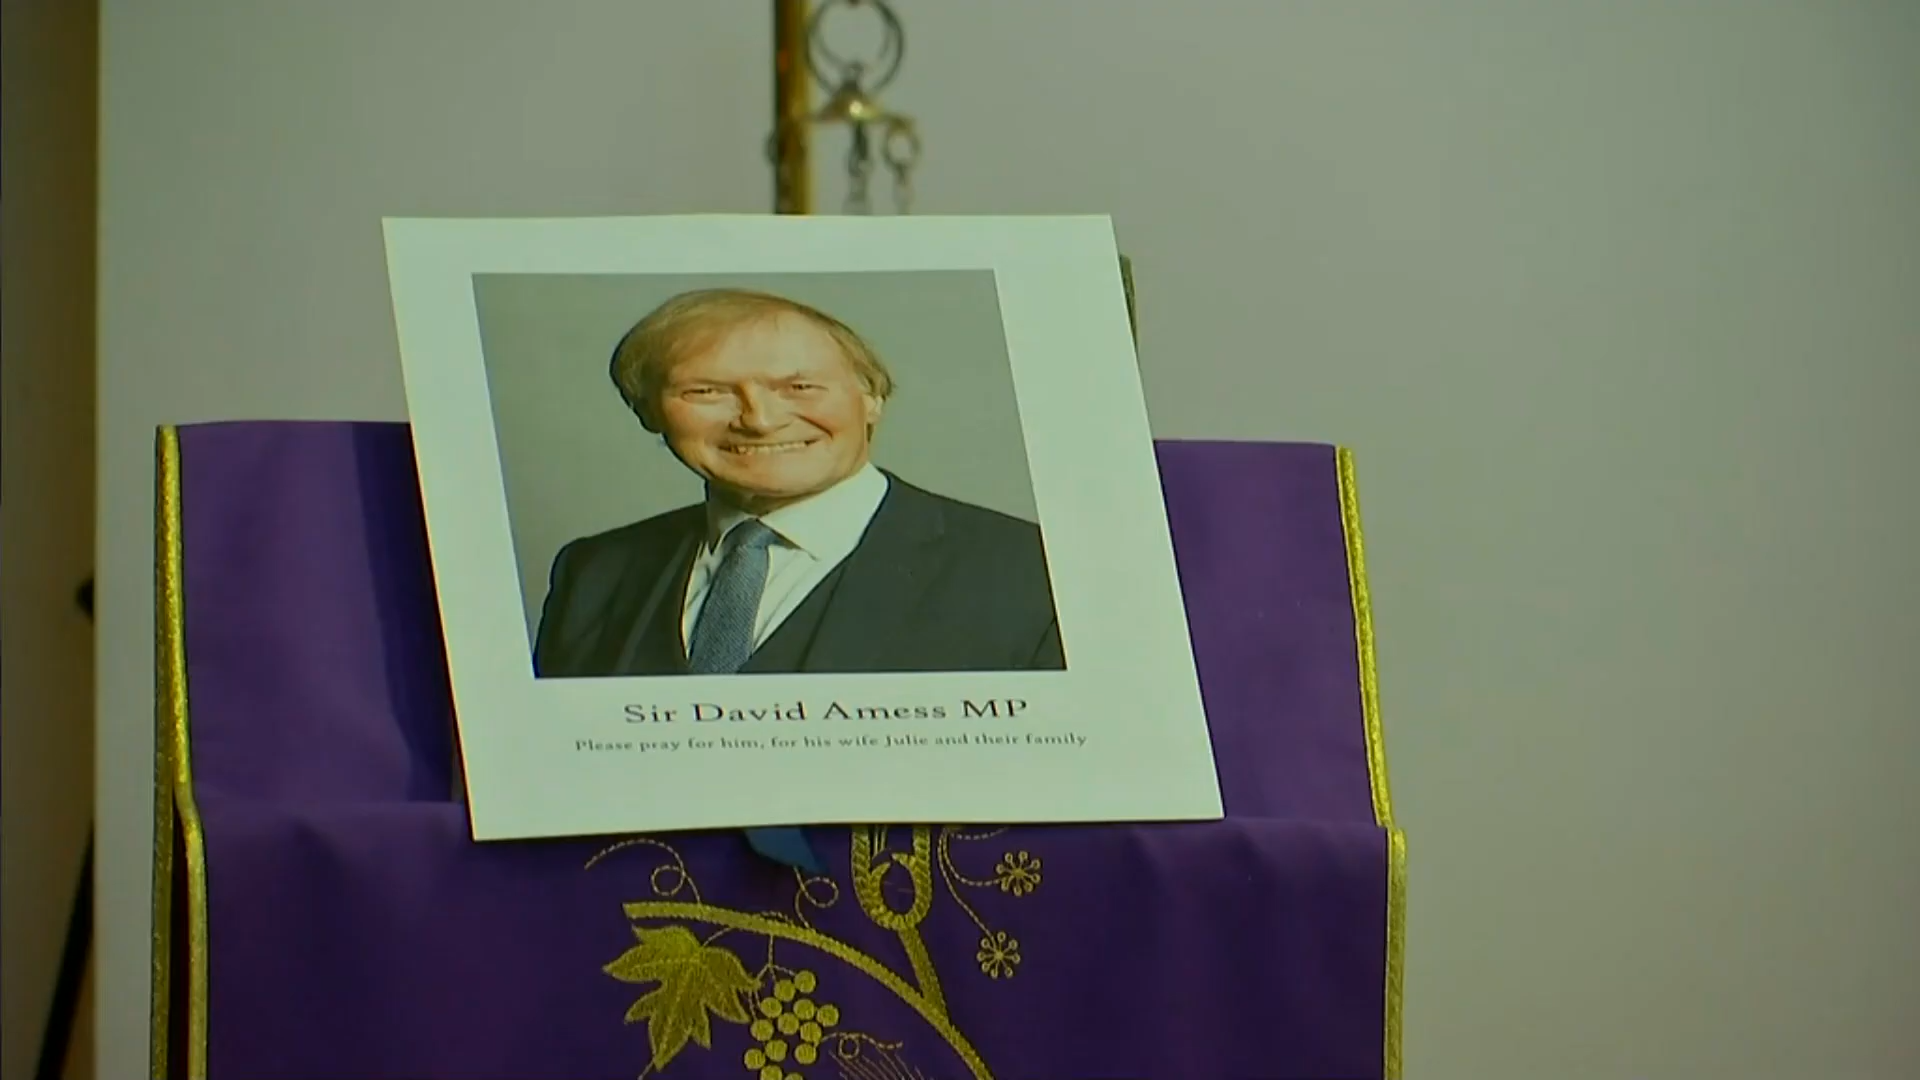 Sir David Amess MP
Please pray for him, for his wife Julie and their family